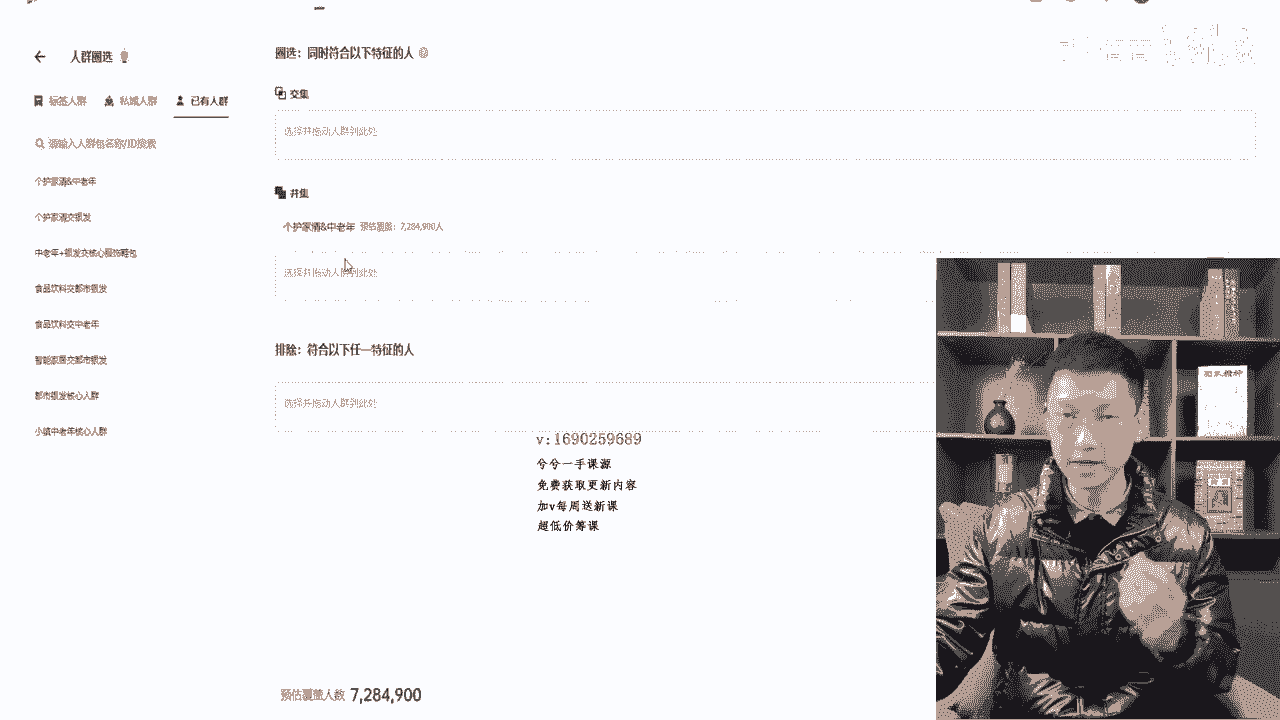 人群圈选
圈选：同时符合以下特征的人
标签人群 私域人群 已有人群
交集
选择并拖动人群到此处
请输入人群包名称/ID搜索
个护家清&中老年
并集
个护家清交银发
个护家清&中老年 预估覆盖：7,284,900人
中老年+银发交核心服饰鞋包
选择并拖动人群到此处
食品饮料交都市银发
食品饮料交中老年
排除：符合以下任一特征的人
智能家居交都市银发
都市银发核心人群
选择并拖动人群到此处
小镇中老年核心人群
v:1690259689
兮兮一手课源
免费获取更新内容
加v每周送新课
超低价筹课
预估覆盖人数 7,284,900